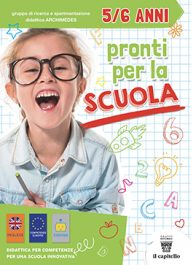 5/6 ANNI
gruppo di ricerca e sperimentazione
didattica ARCHIMEDES
pronti
per la
SCUOLA
DIDATTICA PER COMPETENZE
PER UNA SCUOLA INNOVATIVA
il capitello